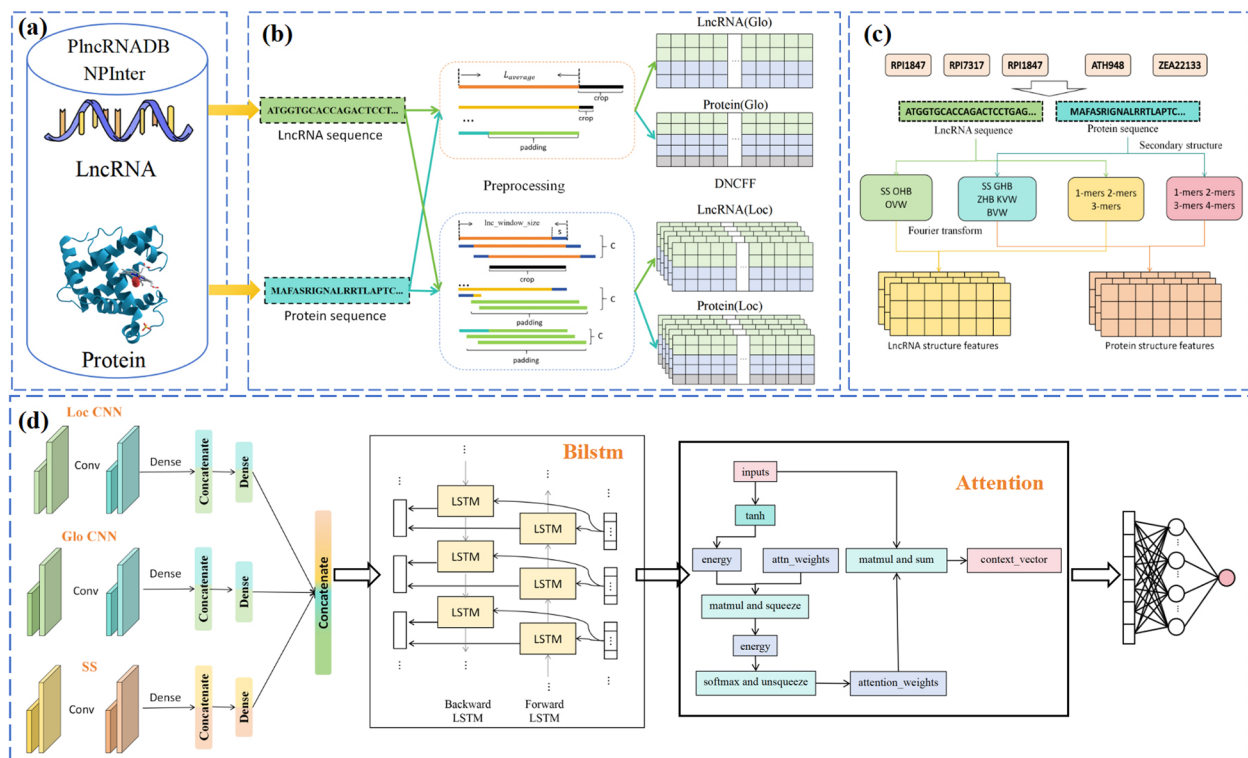 (a)
PlncRNADB
NPInter
LncRNA
Protein
(b)
ATGGTGCACCAGACTCCT...
LncRNA sequence
MAFASRIGNALRRTLAPTC...
Protein sequence
L average
crop
crop
...
padding
Preprocessing
lnc_window_size
s
C
crop
...
C
padding
C
padding
LncRNA(Glo)
...
Protein(Glo)
...
DNCFF
LncRNA(Loc)
...
Protein(Loc)
...
(c)
RPI1847
RPI7317
RPI1847
ATH948
ZEA22133
ATGGTGCACCAGACTCCTGAG...
MAFASRIGNALRRTLAPTC...
LncRNA sequence
Protein sequence
Secondary structure
SS OHB
OVW
SS GHB
ZHB KVW
BVW
1-mers 2-mers
3-mers
1-mers 2-mers
3-mers 4-mers
Fourier transform
LncRNA structure features
Protein structure features
(d)
Loc CNN
Conv
Dense
Concatenate
Dense
Glo CNN
Conv
Dense
Concatenate
Dense
SS
Conv
Dense
Concatenate
Dense
Concatenate
Bilstm
LSTM
LSTM
LSTM
LSTM
LSTM
LSTM
Backward
LSTM
Forward
LSTM
Attention
inputs
tanh
energy
attn_weights
matmul and sum
context_vector
matmul and squeeze
energy
softmax and unsqueeze
attention_weights